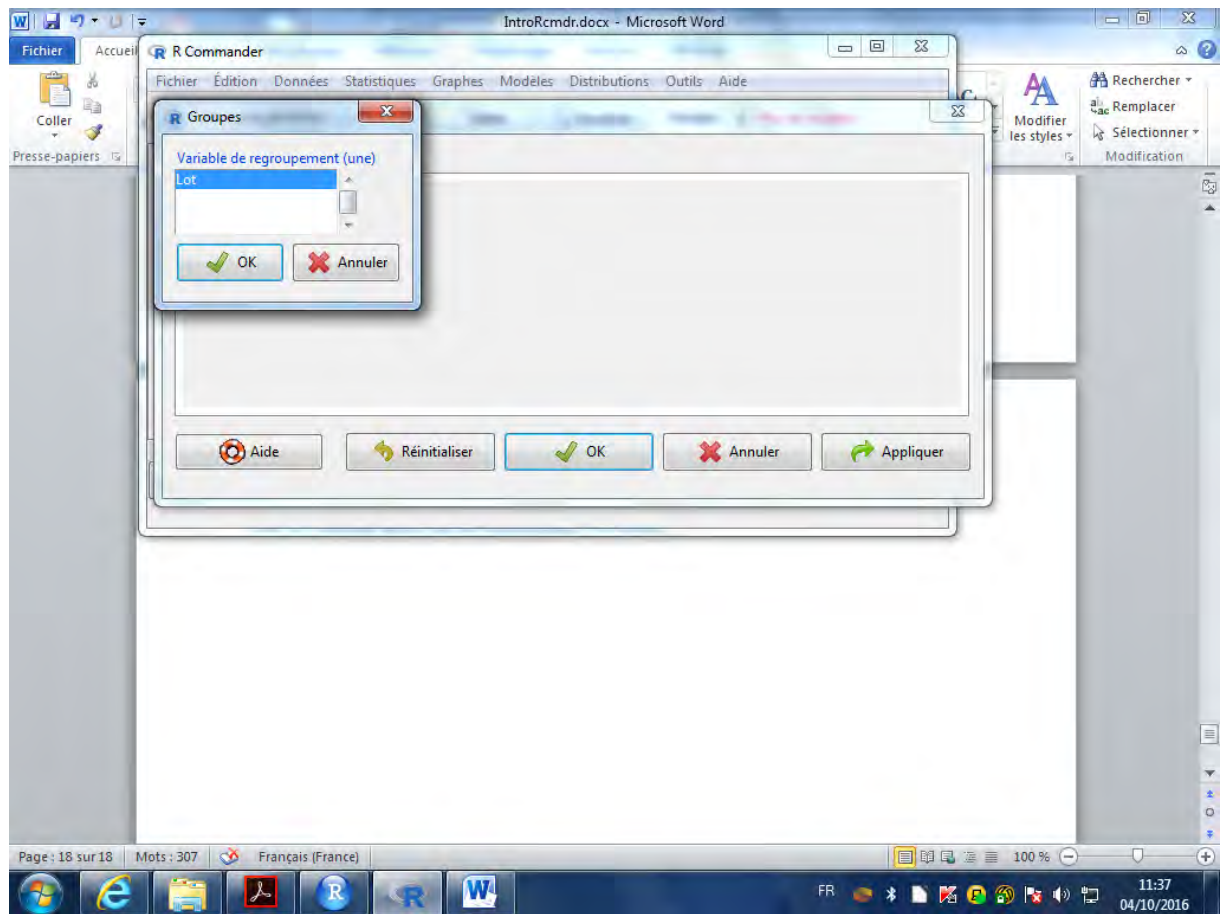 IntroRcmdr.docx - Microsoft Word
Fichier
Accueil
R Commander
Fichier Édition Données Statistiques Graphes Modèles Distributions Outils Aide
Coller
Presse-papiers
Modifier les styles
Rechercher
Remplacer
Sélectionner
Modification
Groupes
Variable de regroupement (une)
Lot
OK
Annuler
Aide
Réinitialiser
OK
Annuler
Appliquer
Page : 18 sur 18
Mots : 307
Français (France)
100 %
FR
11:37
04/10/2016